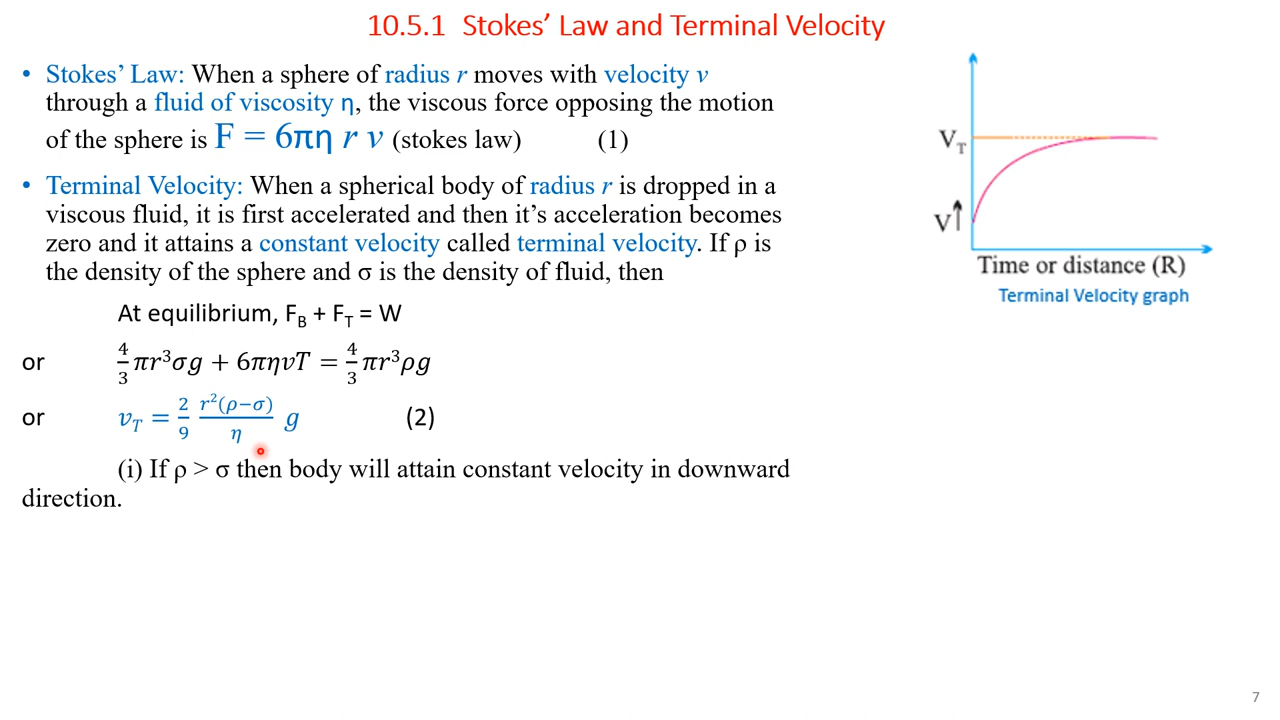 10.5.1 Stokes’ Law and Terminal Velocity
• Stokes’ Law: When a sphere of radius r moves with velocity v
through a fluid of viscosity η, the viscous force opposing the motion
of the sphere is F = 6πη r v (stokes law) (1)
• Terminal Velocity: When a spherical body of radius r is dropped in a
viscous fluid, it is first accelerated and then it’s acceleration becomes
zero and it attains a constant velocity called terminal velocity. If ρ is
the density of the sphere and σ is the density of fluid, then
At equilibrium, F_B + F_T = W
or 4/3 πr³σg + 6πηvT = 4/3 πr³ρg
or v_T = 2/9 r²(ρ−σ)/η g (2)
(i) If ρ > σ then body will attain constant velocity in downward
direction.
V_T
V↑
Time or distance (R)
Terminal Velocity graph
7